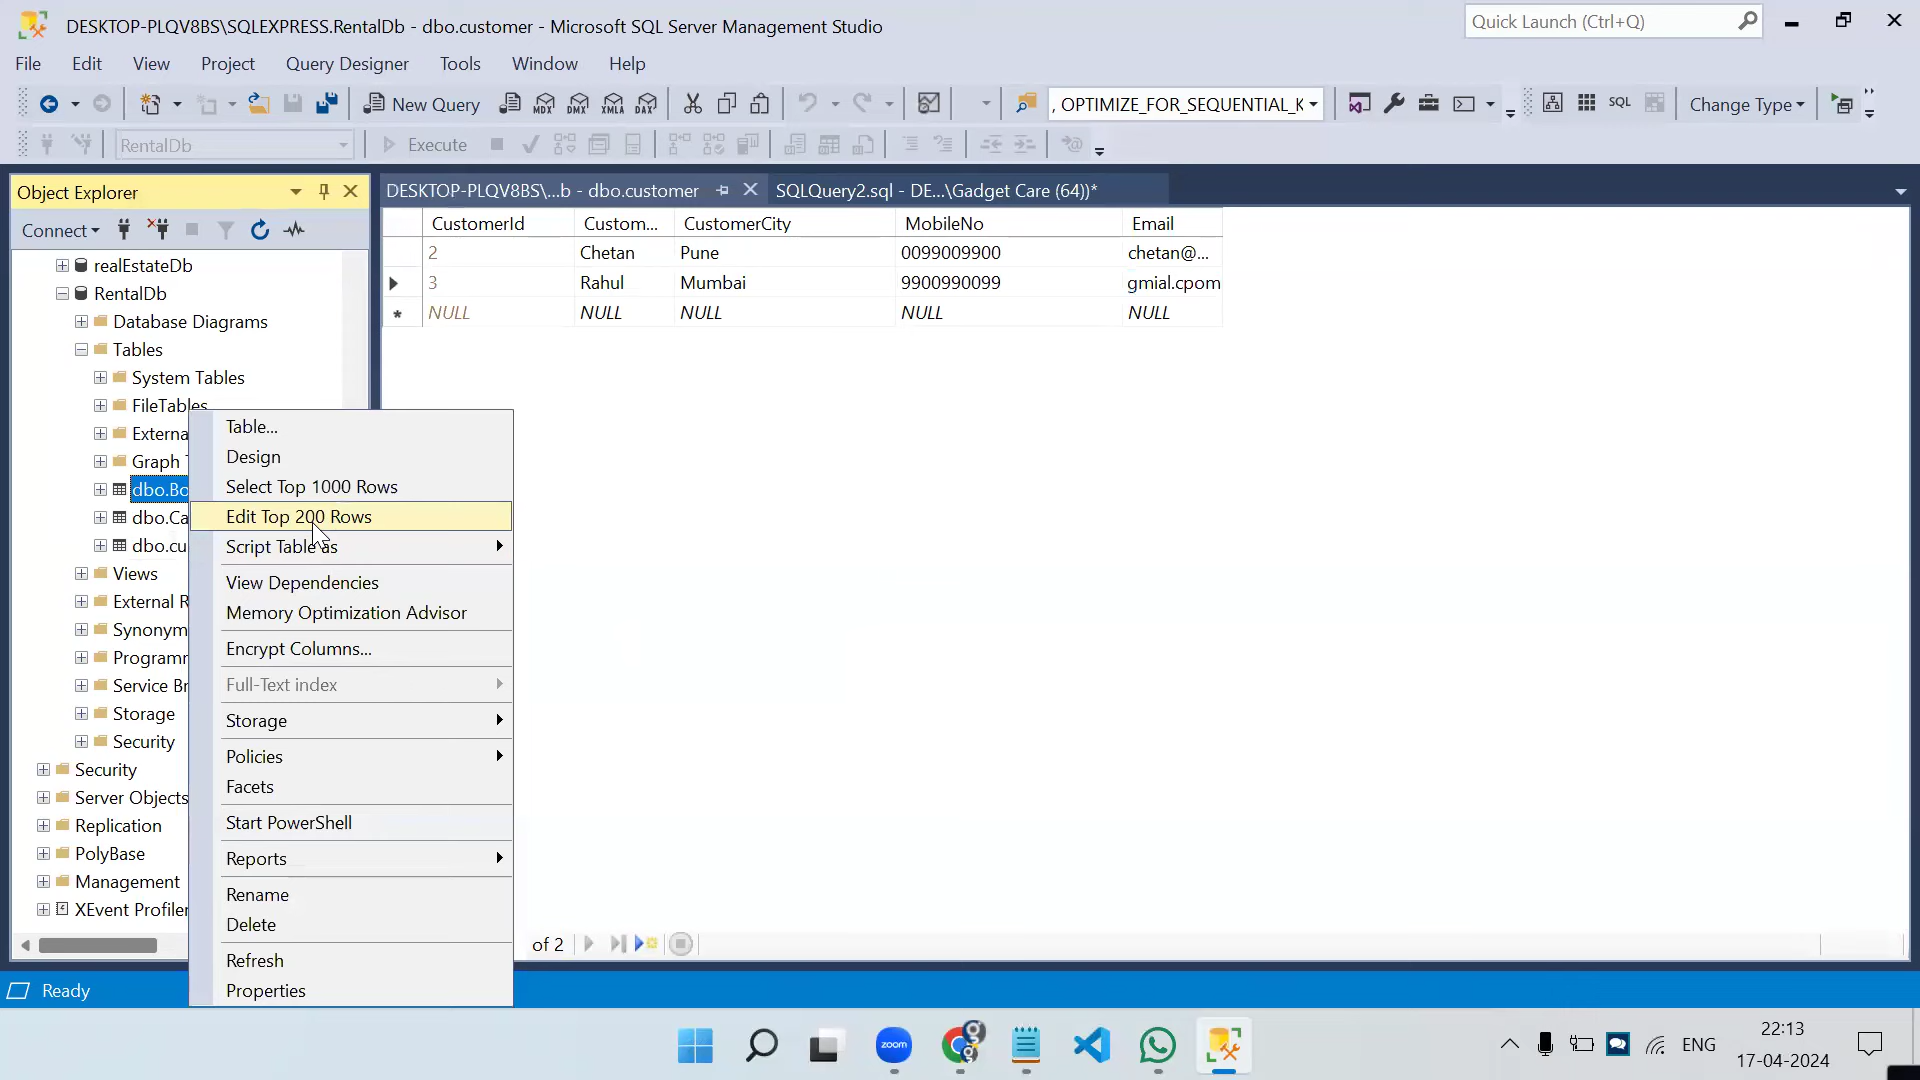 DESKTOP-PLQV8BS\SQLEXPRESS.RentalDb - dbo.customer - Microsoft SQL Server Management Studio
Quick Launch (Ctrl+Q)
File Edit View Project Query Designer Tools Window Help
New Query MDX DMX XMLA DAX , OPTIMIZE_FOR_SEQUENTIAL_K SQL Change Type
RentalDb Execute
Object Explorer
DESKTOP-PLQV8BS\...b - dbo.customer
SQLQuery2.sql - DE...\Gadget Care (64))*
Connect
CustomerId Custom... CustomerCity MobileNo Email
2 Chetan Pune 0099009900 chetan@...
3 Rahul Mumbai 9900990099 gmial.cpom
NULL NULL NULL NULL NULL
realEstateDb
RentalDb
Database Diagrams
Tables
System Tables
FileTables
Externa
Graph T
dbo.Bo
dbo.Ca
dbo.cu
Views
External R
Synonym
Programr
Service Br
Storage
Security
Security
Server Objects
Replication
PolyBase
Management
XEvent Profiler
Table...
Design
Select Top 1000 Rows
Edit Top 200 Rows
Script Table as
View Dependencies
Memory Optimization Advisor
Encrypt Columns...
Full-Text index
Storage
Policies
Facets
Start PowerShell
Reports
Rename
Delete
Refresh
Properties
of 2
Ready
zoom
ENG
22:13
17-04-2024